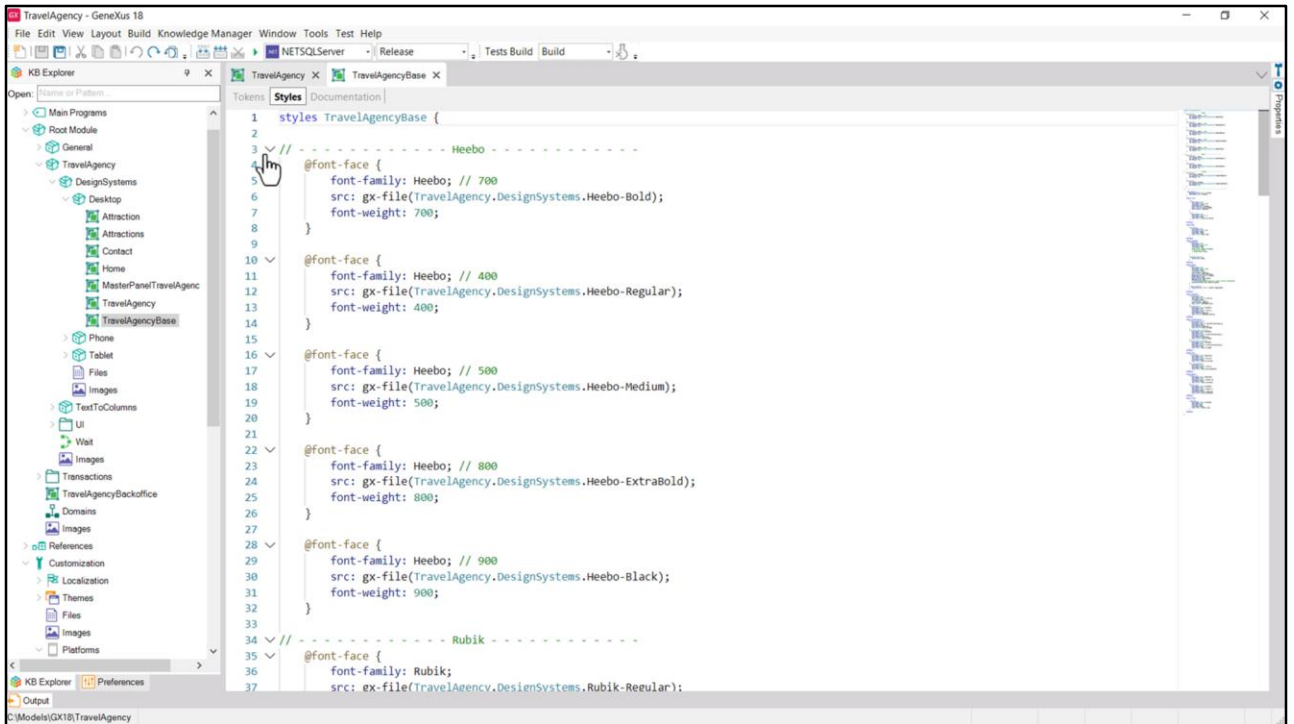 TravelAgency - GeneXus 18
File Edit View Layout Build Knowledge Manager Window Tools Test Help
NETSQLServer Release Tests Build Build
KB Explorer
TravelAgency TravelAgencyBase
Open: Name or Pattern...
Tokens Styles Documentation
Properties
Main Programs
Root Module
General
TravelAgency
DesignSystems
Desktop
Attraction
Attractions
Contact
Home
MasterPanelTravelAgenc
TravelAgency
TravelAgencyBase
Phone
Tablet
Files
Images
TextToColumns
UI
Wait
Images
Transactions
TravelAgencyBackoffice
Domains
Images
References
Customization
Localization
Themes
Files
Images
Platforms
KB Explorer Preferences
1 styles TravelAgencyBase {
2
3 // - - - - - - - - - - - - Heebo - - - - - - - - - - - -
4 @font-face {
5 font-family: Heebo; // 700
6 src: gx-file(TravelAgency.DesignSystems.Heebo-Bold);
7 font-weight: 700;
8 }
9
10 @font-face {
11 font-family: Heebo; // 400
12 src: gx-file(TravelAgency.DesignSystems.Heebo-Regular);
13 font-weight: 400;
14 }
15
16 @font-face {
17 font-family: Heebo; // 500
18 src: gx-file(TravelAgency.DesignSystems.Heebo-Medium);
19 font-weight: 500;
20 }
21
22 @font-face {
23 font-family: Heebo; // 800
24 src: gx-file(TravelAgency.DesignSystems.Heebo-ExtraBold);
25 font-weight: 800;
26 }
27
28 @font-face {
29 font-family: Heebo; // 900
30 src: gx-file(TravelAgency.DesignSystems.Heebo-Black);
31 font-weight: 900;
32 }
33
34 // - - - - - - - - - - - - Rubik - - - - - - - - - - - -
35 @font-face {
36 font-family: Rubik;
37 src: gx-file(TravelAgency.DesignSystems.Rubik-Regular);
Output
C:\Models\GX18\TravelAgency